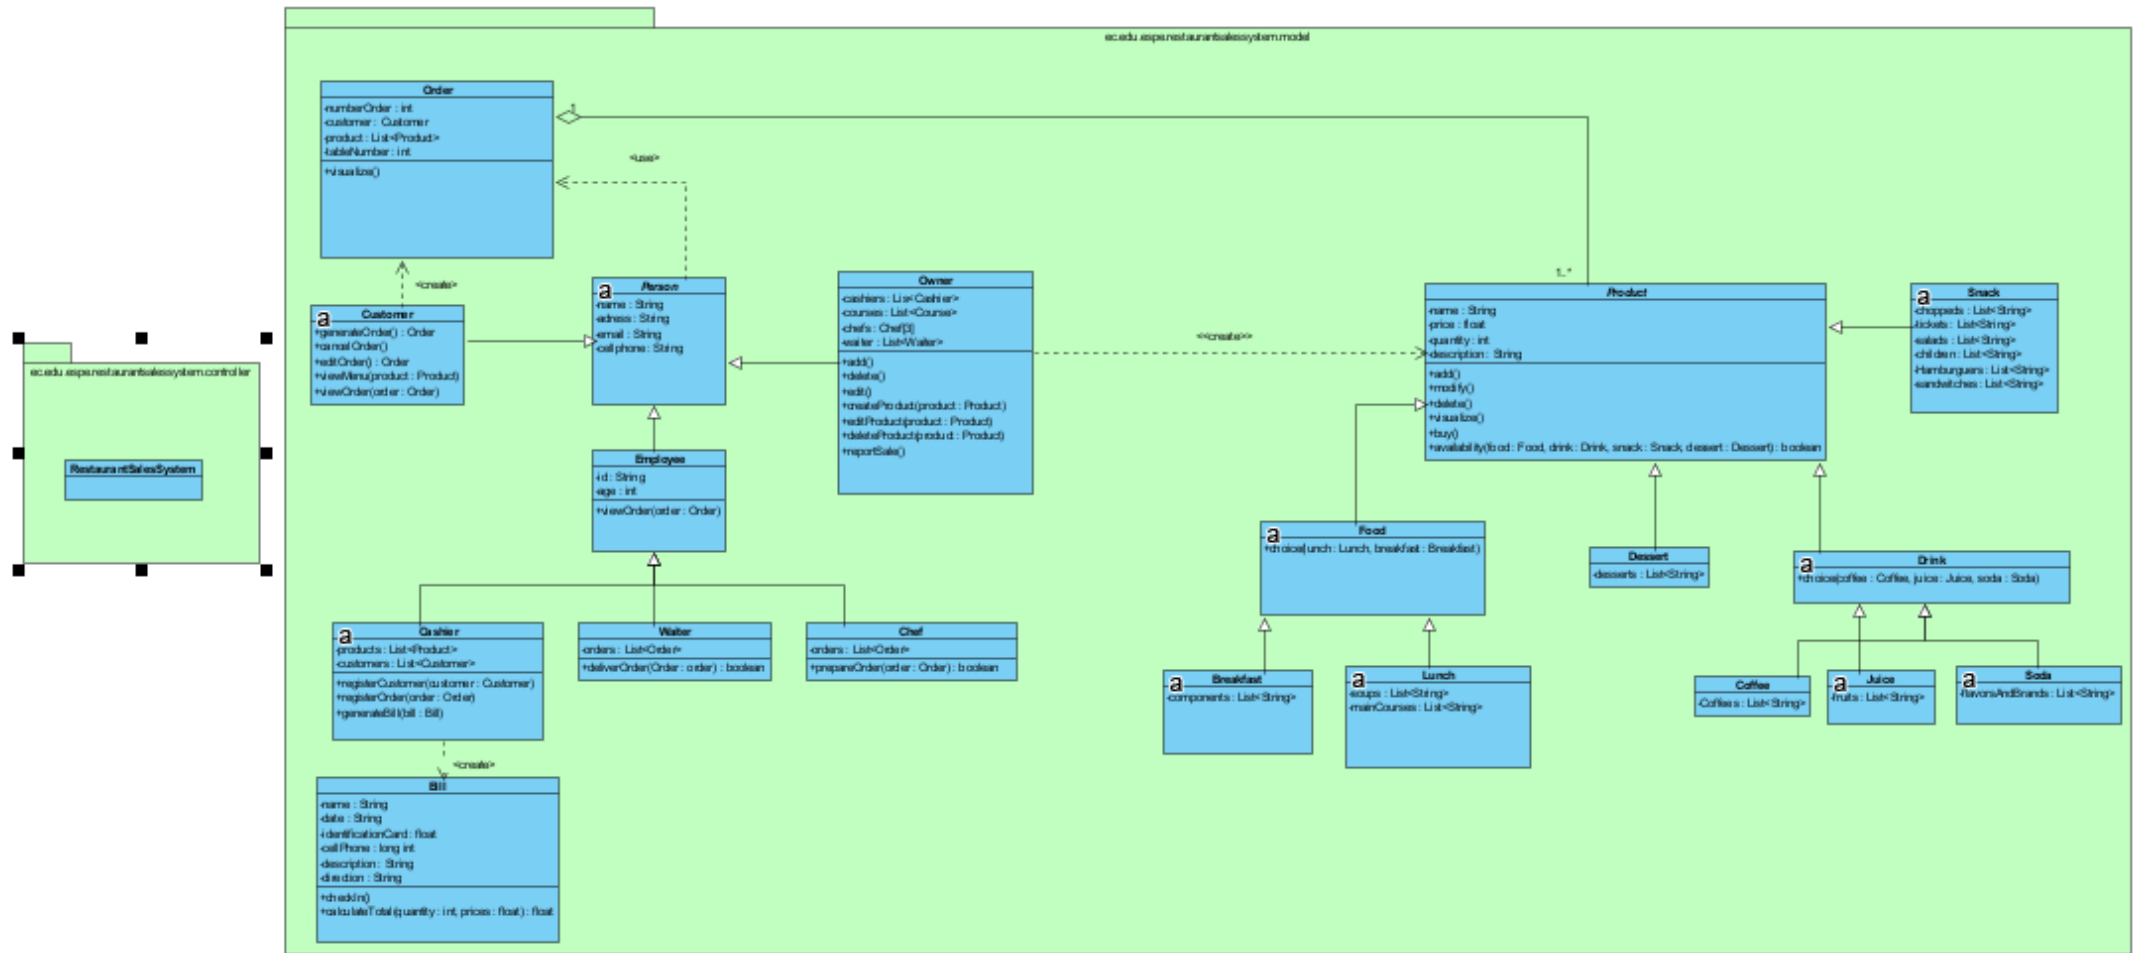 ec.edu.espe.restaurantsalessystem.model
Order
-numberOrder : int
-customer : Customer
-product : List<Product>
-tableNumber : int
+visualize()
1
<use>
<create>
a
Customer
+generateOrder() : Order
+cancelOrder()
+editOrder() : Order
+viewMenu(product : Product)
+viewOrder(order : Order)
a
Person
-name : String
-adress : String
-email : String
-cellphone : String
Owner
-cashiers : List<Cashier>
-courses : List<Course>
-chefs : Chef[3]
-waiter : List<Waiter>
+add()
+delete()
+edit()
+createProduct(product : Product)
+editProduct(product : Product)
+deleteProduct(product : Product)
+reportSale()
<<create>>
1..*
Product
-name : String
-price : float
-quantity : int
-description : String
+add()
+modify()
+delete()
+visualize()
+buy()
+availability(food : Food, drink : Drink, snack : Snack, dessert : Dessert) : boolean
a
Snack
-choppeds : List<String>
-tickets : List<String>
-salads : List<String>
-children : List<String>
-Hamburguers : List<String>
-sandwitches : List<String>
ec.edu.espe.restaurantsalessystem.controller
RestaurantSalesSystem
Employee
-id : String
-age : int
+viewOrder(order : Order)
a
Food
+choice(lunch : Lunch, breakfast : Breakfast)
Dessert
-desserts : List<String>
a
Drink
+choice(coffee : Coffee, juice : Juice, soda : Soda)
a
Cashier
-products : List<Product>
-customers : List<Customer>
+registerCustomer(customer : Customer)
+registerOrder(order : Order)
+generateBill(bill : Bill)
Waiter
-orders : List<Order>
+deliverOrder(Order : order) : boolean
Chef
-orders : List<Order>
+prepareOrder(order : Order) : boolean
a
Breakfast
-components : List<String>
a
Lunch
-soups : List<String>
-mainCourses : List<String>
Coffee
-Coffees : List<String>
a
Juice
-fruits : List<String>
a
Soda
-flavorsAndBrands : List<String>
<create>
Bill
-name : String
-date : String
-identificationCard : float
-cellPhone : long int
-description : String
-direction : String
+checkIn()
+calculateTotal(quantity : int, prices : float) : float